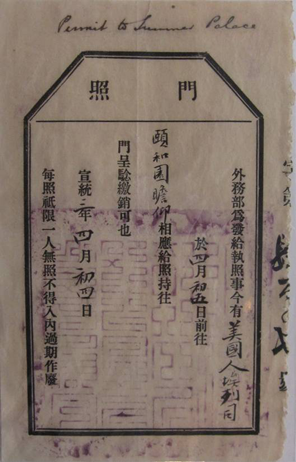 Permit to Summer Palace
門照
外務部爲發給執照事今有美國人
於四月初五日前往
頤和園瞻仰相應給照持往
門呈驗繳銷可也
宣統二年四月初四日
每照祇限一人無照不得入內過期作廢